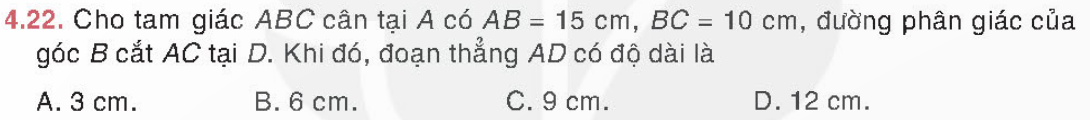 4.22. Cho tam giác ABC cân tại A có AB = 15 cm, BC = 10 cm, đường phân giác của
góc B cắt AC tại D. Khi đó, đoạn thẳng AD có độ dài là
A. 3 cm. B. 6 cm. C. 9 cm. D. 12 cm.